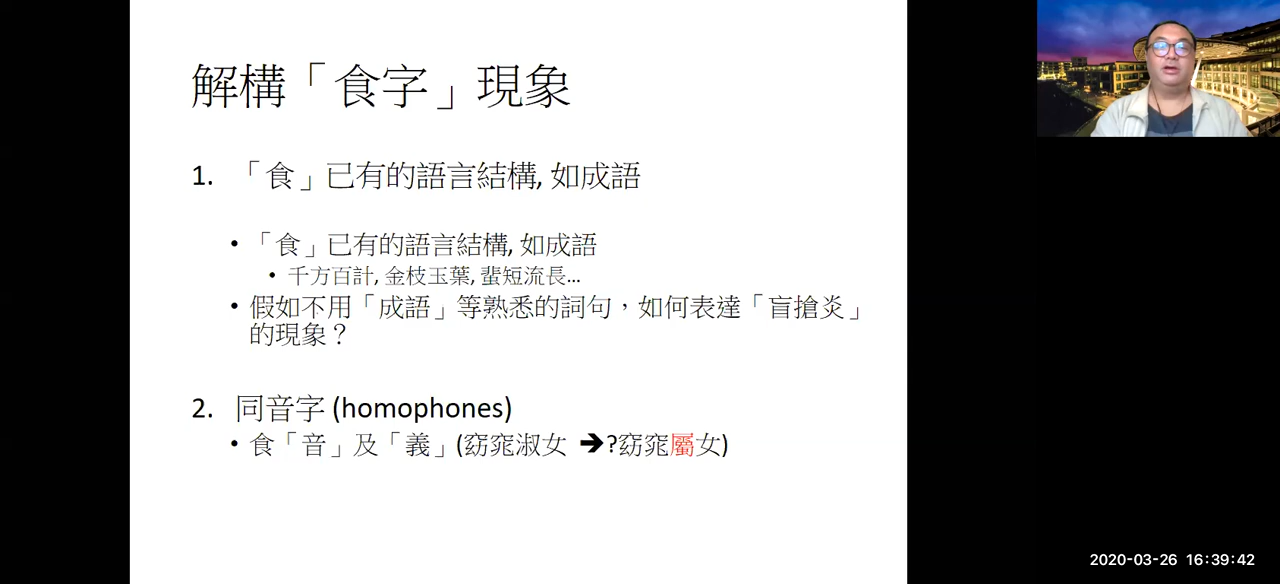 解構「食字」現象
1. 「食」已有的語言結構, 如成語
• 「食」已有的語言結構, 如成語
• 千方百計, 金枝玉葉, 蜚短流長...
• 假如不用「成語」等熟悉的詞句，如何表達「盲搶炎」
的現象？
2. 同音字 (homophones)
• 食「音」及「義」(窈窕淑女 ➔?窈窕屬女)
2020-03-26 16:39:42